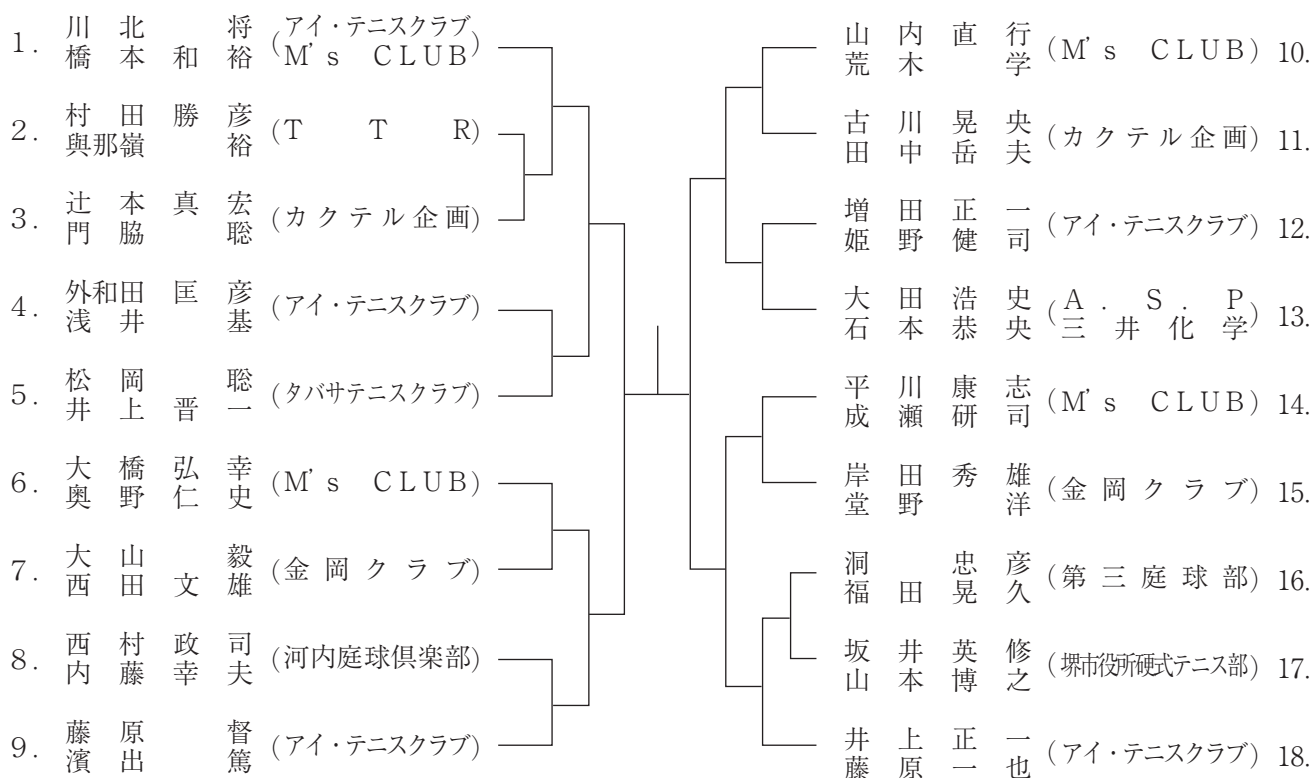 1. 川北 将 (アイ・テニスクラブ
橋本和裕 M's CLUB)
2. 村田勝彦 (TTR)
與那嶺 裕
3. 辻本真宏 (カクテル企画)
門脇 聡
4. 外和田匡彦 (アイ・テニスクラブ)
浅井 基
5. 松岡 聡 (タバサテニスクラブ)
井上晋一
6. 大橋弘幸 (M's CLUB)
奥野仁史
7. 大山 毅 (金岡クラブ)
西田文雄
8. 西村政司 (河内庭球倶楽部)
内藤幸夫
9. 藤原 督 (アイ・テニスクラブ)
濱出 篤
山内直行 (M's CLUB) 10.
荒木 学
古川晃央 (カクテル企画) 11.
田中岳夫
増田正一 (アイ・テニスクラブ) 12.
姫野健司
大田浩史 (A.S.P 13.
石本恭央 三井化学)
平川康志 (M's CLUB) 14.
成瀬研司
岸田秀雄 (金岡クラブ) 15.
堂野 洋
洞 忠彦 (第三庭球部) 16.
福田晃久
坂井英修 (堺市役所硬式テニス部) 17.
山本博之
井上正一 (アイ・テニスクラブ) 18.
藤原一也